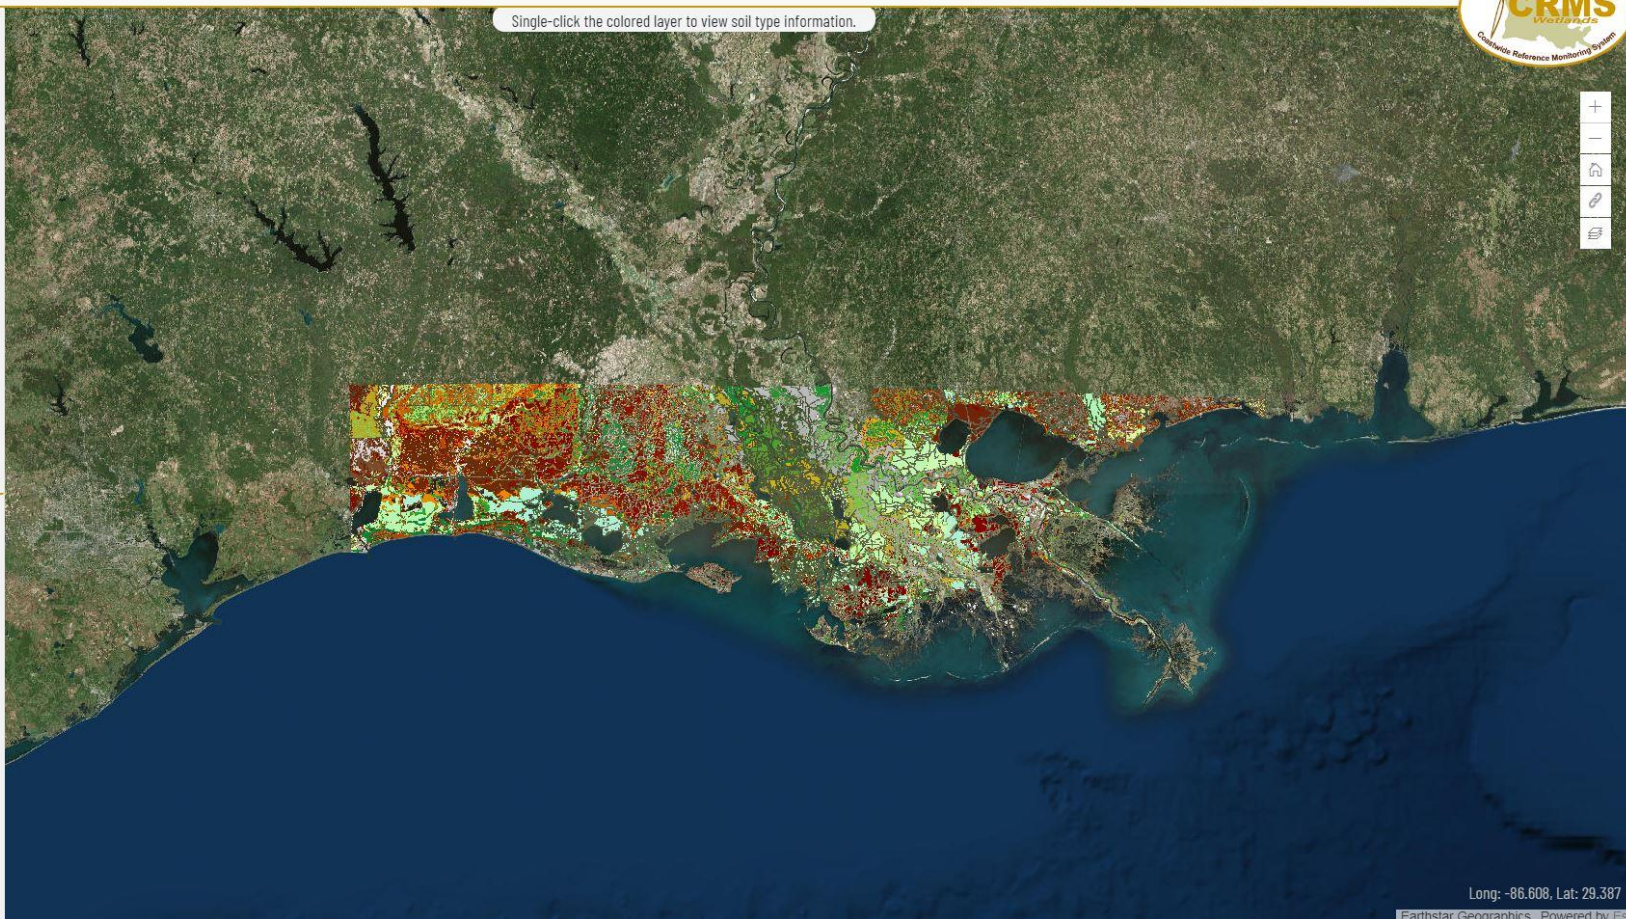 Single-click the colored layer to view soil type information.
CRMS
Wetlands
Coastwide Reference Monitoring System
Long: -86.608, Lat: 29.387
Earthstar Geographics Powered by Es